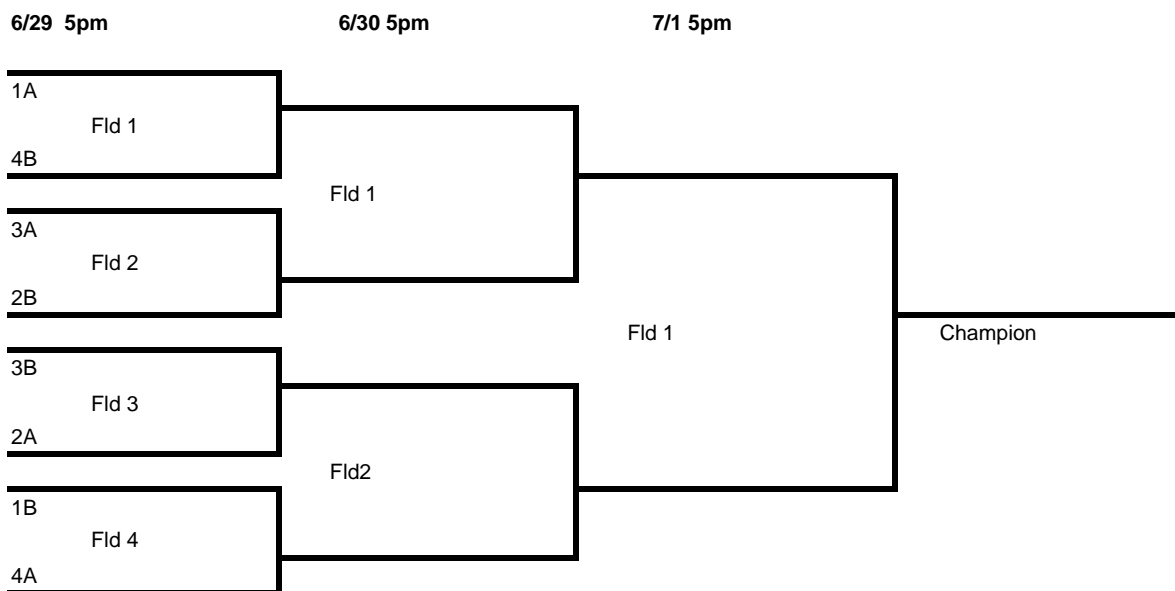 6/29 5pm 6/30 5pm 7/1 5pm
1A
Fld 1
4B
Fld 1
3A
Fld 2
2B
Fld 1 Champion
3B
Fld 3
2A
Fld2
1B
Fld 4
4A